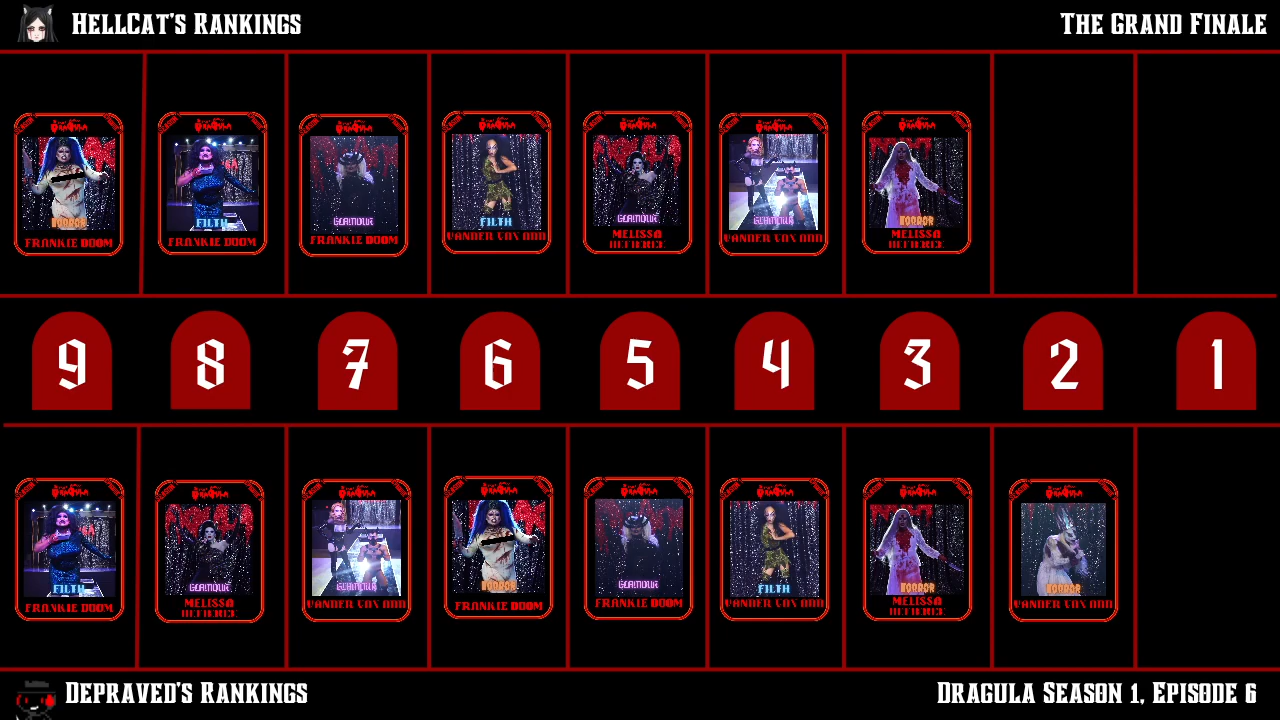 HellCat's Rankings
The Grand Finale
HORROR
FRANKIE DOOM
FILTH
FRANKIE DOOM
GLAMOUR
FRANKIE DOOM
FILTH
VANDER VON ODD
GLAMOUR
MELISSA
BEFIERCE
GLAMOUR
VANDER VON ODD
HORROR
MELISSA
BEFIERCE
9 8 7 6 5 4 3 2 1
FILTH
FRANKIE DOOM
GLAMOUR
MELISSA
BEFIERCE
GLAMOUR
VANDER VON ODD
HORROR
FRANKIE DOOM
GLAMOUR
FRANKIE DOOM
FILTH
VANDER VON ODD
HORROR
MELISSA
BEFIERCE
HORROR
VANDER VON ODD
Depraved's Rankings
Dragula Season 1, Episode 6